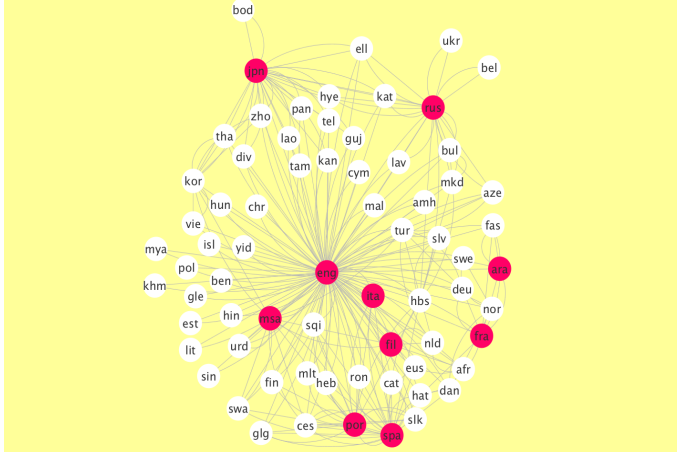 bod
ell
ukr
bel
jpn
rus
hye
kat
pan
zho
tel
tha
lao
guj
bul
div
tam
kan
lav
cym
kor
mkd
aze
hun
chr
mal
amh
vie
fas
tur
isl
yid
slv
mya
swe
pol
ara
eng
khm
ben
deu
gle
ita
hbs
nor
hin
msa
est
sqi
fra
lit
urd
fil
nld
sin
eus
afr
mlt
ron
fin
heb
cat
dan
hat
swa
slk
ces
por
glg
spa